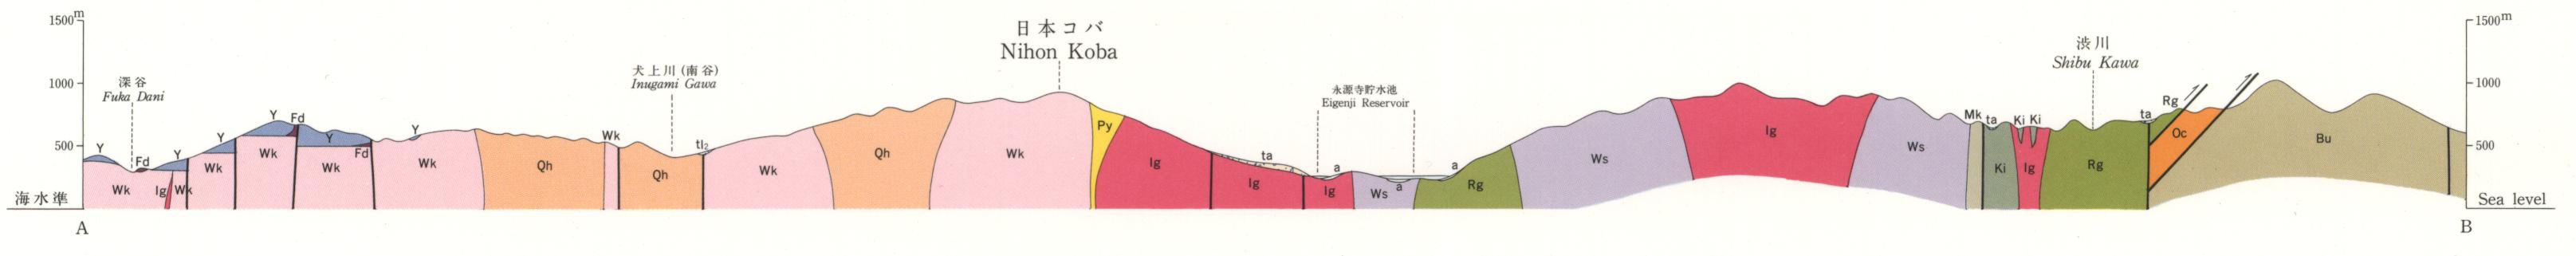 1500m
1000
500
海水準
A
深谷
Fuka Dani
Y
Fd
Y
Y
Y
Fd
Y
Fd
Y
Wk
Ig
Wk
Wk
Wk
Wk
Wk
Qh
Wk
犬上川(南谷)
Inugami Gawa
Qh
tl2
Wk
Qh
日本コバ
Nihon Koba
Wk
Py
Ig
ta
Ig
永源寺貯水池
Eigenji Reservoir
a
Ig
Ws
a
a
Rg
Ws
Ig
Ws
Mk
ta
Ki
Ki
Ki
Ig
渋川
Shibu Kawa
Rg
ta
Rg
Oc
Bu
1500m
1000
500
Sea level
B